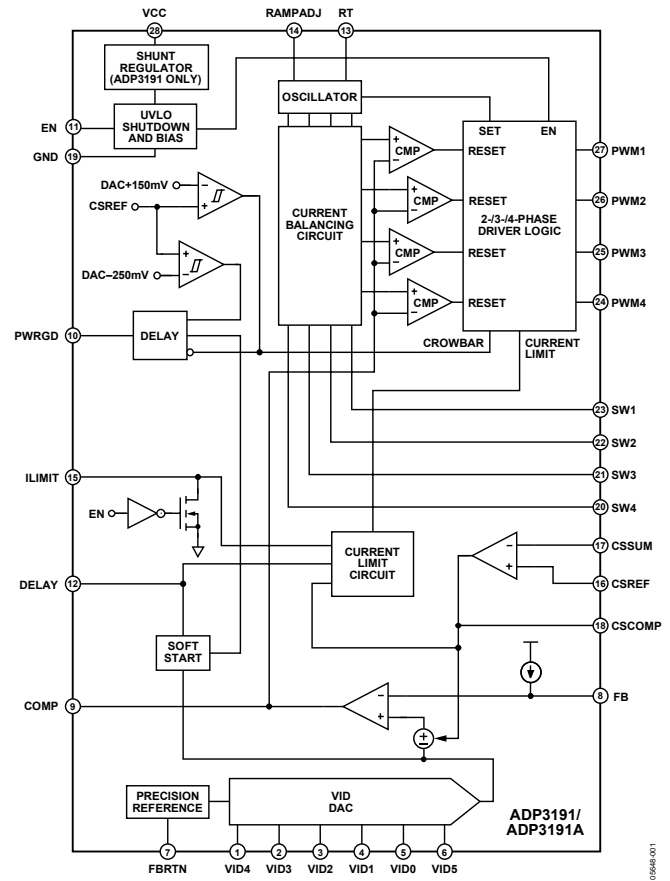 VCC
RAMPADJ
RT
28
14
13
SHUNT
REGULATOR
(ADP3191 ONLY)
OSCILLATOR
UVLO
SHUTDOWN
AND BIAS
EN
11
GND
19
SET
EN
CMP
+
–
RESET
27
PWM1
DAC+150mV
–
CSREF
+
CURRENT
BALANCING
CIRCUIT
+
CMP
–
RESET
2-/3-/4-PHASE
DRIVER LOGIC
26
PWM2
+
CMP
–
RESET
25
PWM3
+
DAC–250mV
–
+
CMP
–
RESET
24
PWM4
PWRGD
10
DELAY
CROWBAR
CURRENT
LIMIT
23
SW1
22
SW2
ILIMIT
15
21
SW3
EN
20
SW4
CURRENT
LIMIT
CIRCUIT
–
17
CSSUM
DELAY
12
+
16
CSREF
18
CSCOMP
SOFT
START
COMP
9
–
8
FB
+
+
–
PRECISION
REFERENCE
VID
DAC
ADP3191/
ADP3191A
7
1
2
3
4
5
6
FBRTN
VID4
VID3
VID2
VID1
VID0
VID5
05648-001